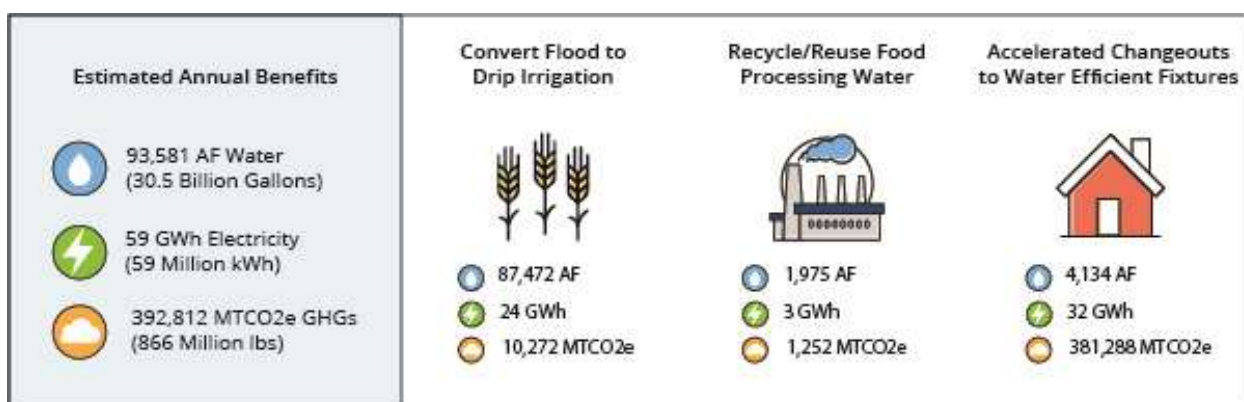 Estimated Annual Benefits
93,581 AF Water
(30.5 Billion Gallons)
59 GWh Electricity
(59 Million kWh)
392,812 MTCO2e GHGs
(866 Million lbs)
Convert Flood to
Drip Irrigation
87,472 AF
24 GWh
10,272 MTCO2e
Recycle/Reuse Food
Processing Water
1,975 AF
3 GWh
1,252 MTCO2e
Accelerated Changeouts
to Water Efficient Fixtures
4,134 AF
32 GWh
381,288 MTCO2e